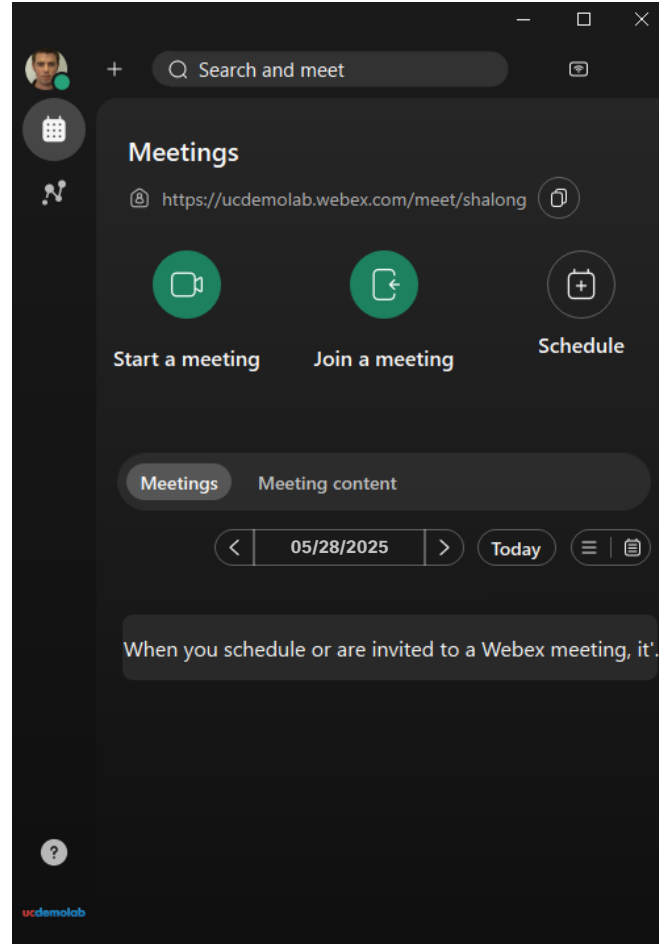 Search and meet
Meetings
https://ucdemolab.webex.com/meet/shalong
Start a meeting
Join a meeting
Schedule
Meetings
Meeting content
05/28/2025
Today
When you schedule or are invited to a Webex meeting, it'.
?
ucdemolab